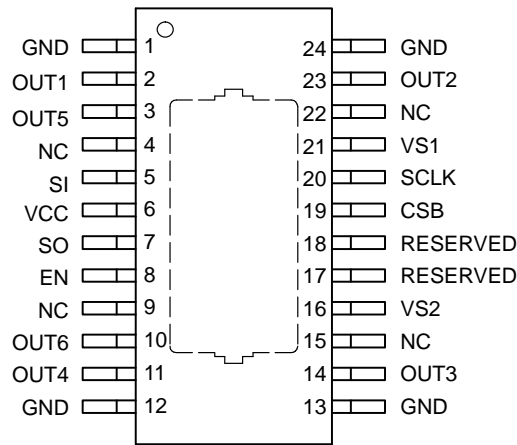 GND 1 24 GND
OUT1 2 23 OUT2
OUT5 3 22 NC
NC 4 21 VS1
SI 5 20 SCLK
VCC 6 19 CSB
SO 7 18 RESERVED
EN 8 17 RESERVED
NC 9 16 VS2
OUT6 10 15 NC
OUT4 11 14 OUT3
GND 12 13 GND